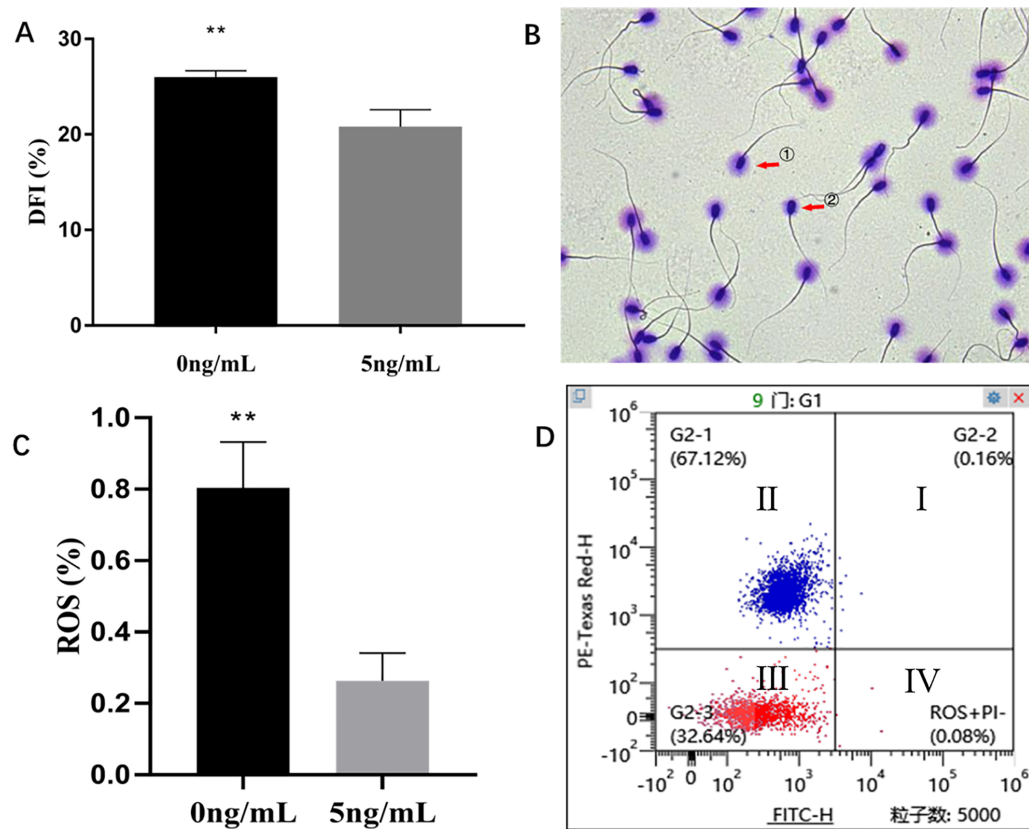 A
**
30
20
10
0
DFI (%)
0ng/mL
5ng/mL
B
①
②
C
**
1.0
0.8
0.6
0.4
0.2
0.0
ROS (%)
0ng/mL
5ng/mL
D
9 门: G1
G2-1
(67.12%)
G2-2
(0.16%
II
I
III
IV
G2-3
(32.64%)
ROS+PI-
(0.08%)
PE-Texas Red-H
10⁶
10⁵
10⁴
10³
10²
0
-10²
-10²
0
10²
10³
10⁴
10⁵
10⁶
FITC-H
粒子数: 5000